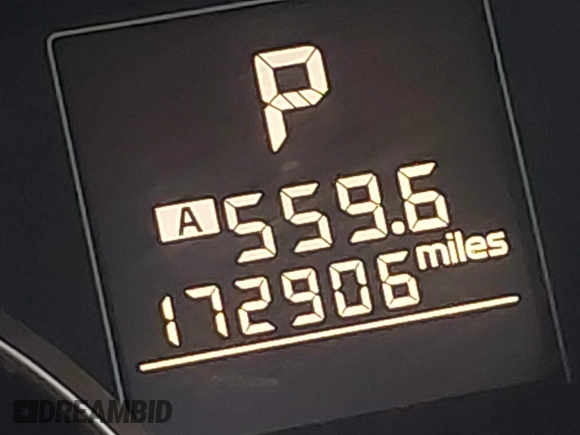 P
A 559.6
172906 miles
DREAMBID